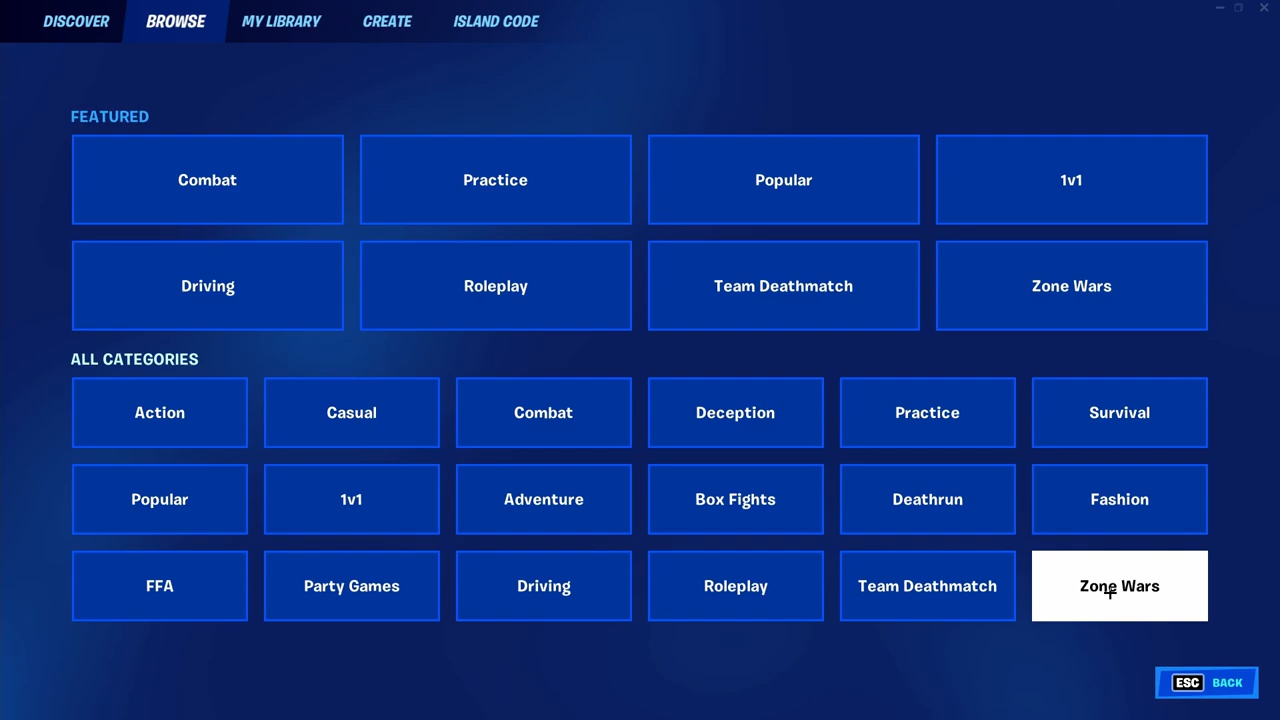 DISCOVER BROWSE MY LIBRARY CREATE ISLAND CODE
FEATURED
Combat Practice Popular 1v1
Driving Roleplay Team Deathmatch Zone Wars
ALL CATEGORIES
Action Casual Combat Deception Practice Survival
Popular 1v1 Adventure Box Fights Deathrun Fashion
FFA Party Games Driving Roleplay Team Deathmatch Zone Wars
ESC BACK